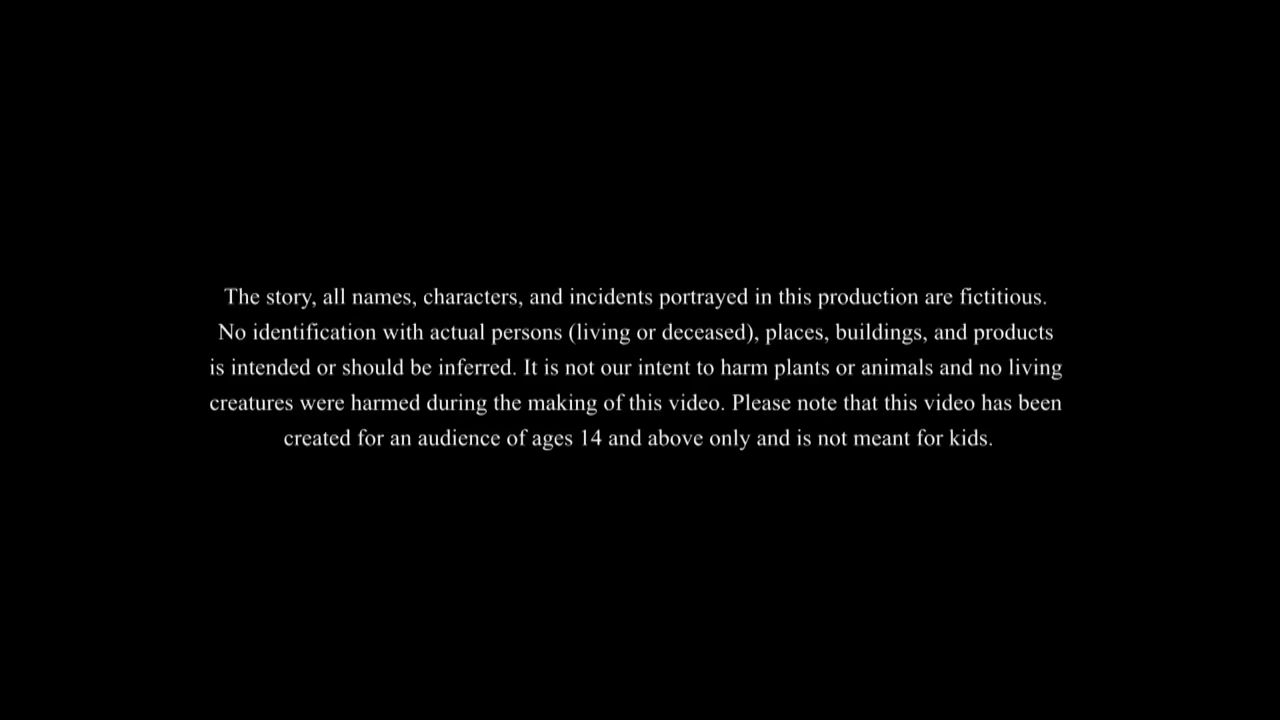 The story, all names, characters, and incidents portrayed in this production are fictitious.
No identification with actual persons (living or deceased), places, buildings, and products
is intended or should be inferred. It is not our intent to harm plants or animals and no living
creatures were harmed during the making of this video. Please note that this video has been
created for an audience of ages 14 and above only and is not meant for kids.